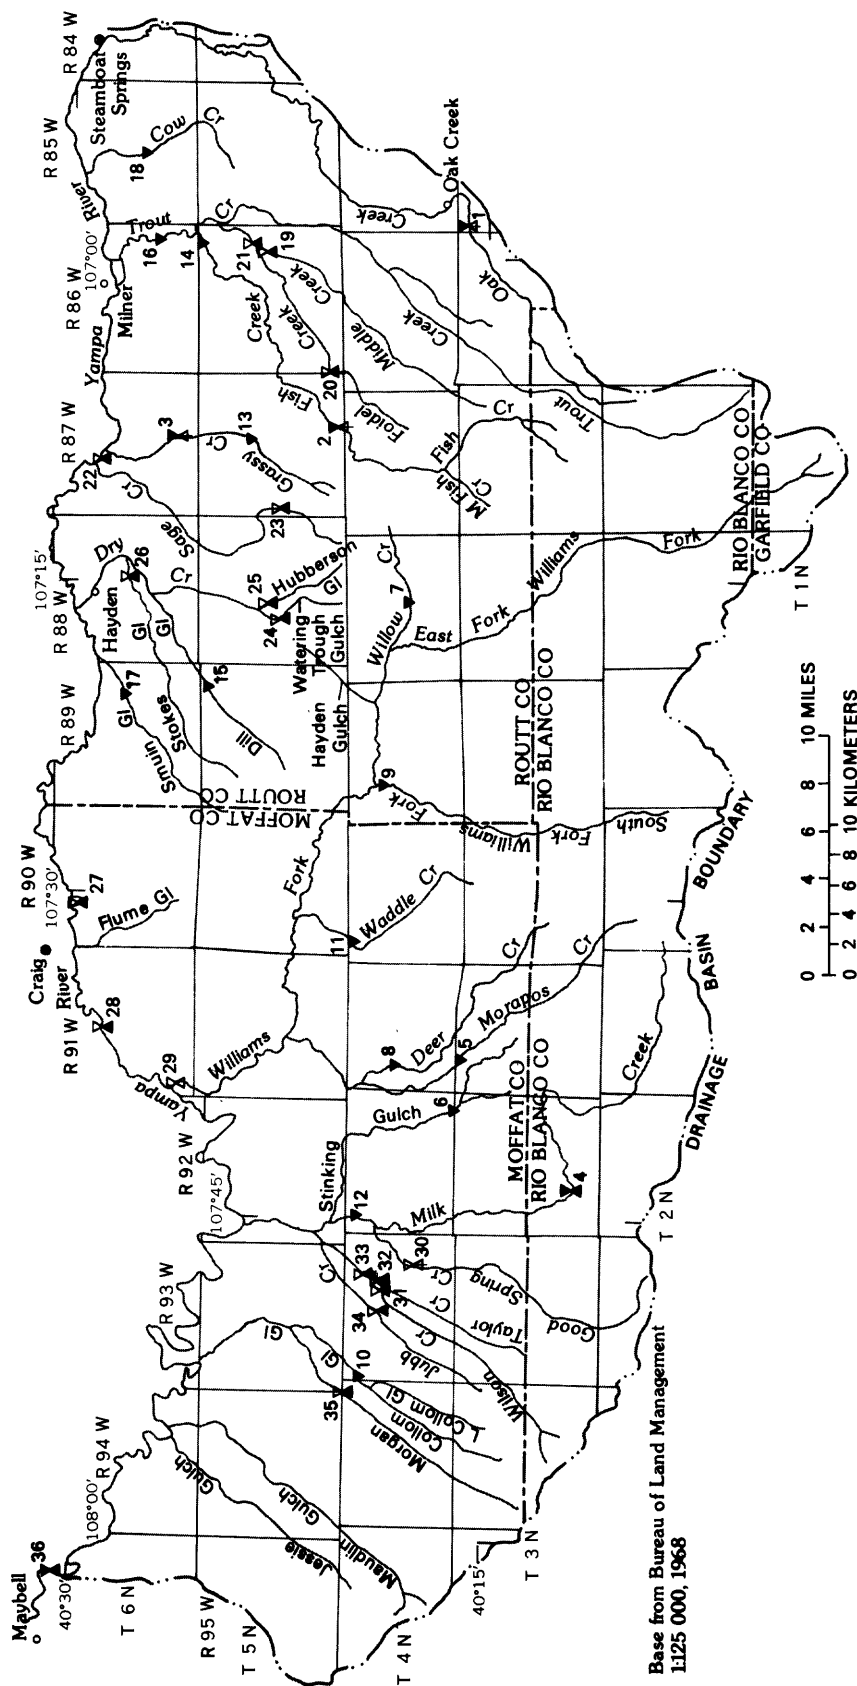 Maybell
36
40°30'
108°00'
R 94 W
R 93 W
107°45'
R 92 W
R 91 W
Craig
River
R 90 W
107°30'
R 89 W
R 88 W
107°15'
R 87 W
Yampa
R 86 W
107°00'
Milner
River
R 85 W
Steamboat
Springs
R 84 W
T 6 N
R 95 W
T 5 N
T 4 N
40°15'
T 3 N
T 2 N
T 1 N
Yampa
29
28
27
Flume Gl
Williams
Fork
MOFFAT CO
ROUTT CO
Smuin
Gl
17
Stokes
Gl
Dill
Gl
15
Hayden
Dry
26
Cr
Sage
Cr
22
3
Cr
13
Grassy
23
25
Hubberson
Gl
24
Watering
Trough
Gulch
Hayden
Gulch
Trout
16
14
Cr
18
Cow
Cr
21
19
Creek
Fish
Creek
Foidel
20
2
Creek
Middle
Creek
Trout
Creek
Oak
Creek
Oak Creek
1
Fish
Cr
M Fish
Cr
Willow
Cr
7
East
Fork
Williams
Fork
9
Fork
Williams
Fork
South
ROUTT CO
RIO BLANCO CO
RIO BLANCO CO
GARFIELD CO
11
Waddle Cr
8
Deer
Cr
5
Morapos
Cr
6
Gulch
Stinking
12
Milk
Creek
4
MOFFAT CO
RIO BLANCO CO
Cr
33
32
31
30
34
Good
Spring
Cr
Taylor
Cr
Wilson
Cr
Jubb
Gl
Gl
10
35
L Collom Gl
Collom
Morgan
Gulch
Jessie
Gulch
Maudlin
DRAINAGE
BASIN
BOUNDARY
0 2 4 6 8 10 MILES
0 2 4 6 8 10 KILOMETERS
Base from Bureau of Land Management
1:125 000, 1968